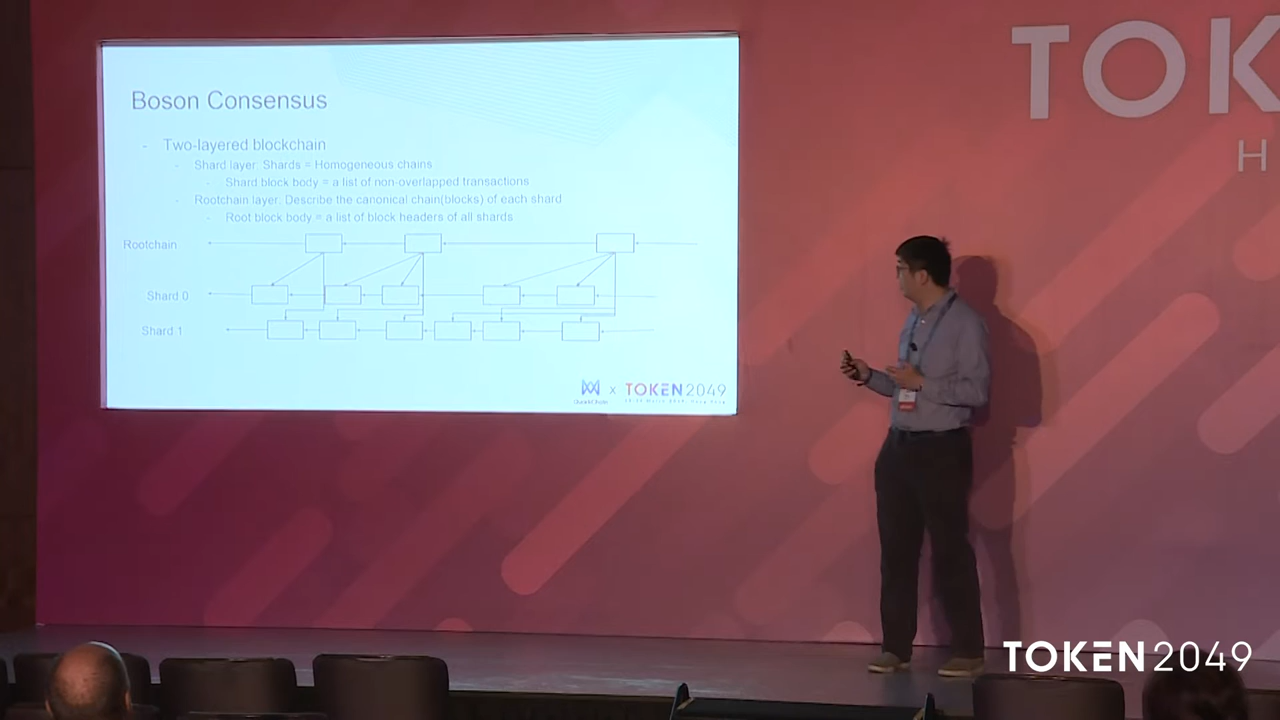 Boson Consensus
- Two-layered blockchain
- Shard layer: Shards = Homogeneous chains
- Shard block body = a list of non-overlapped transactions
- Rootchain layer: Describe the canonical chain(blocks) of each shard
- Root block body = a list of block headers of all shards
Rootchain
Shard 0
Shard 1
x TOKEN2049
TOK
H
TOKEN2049